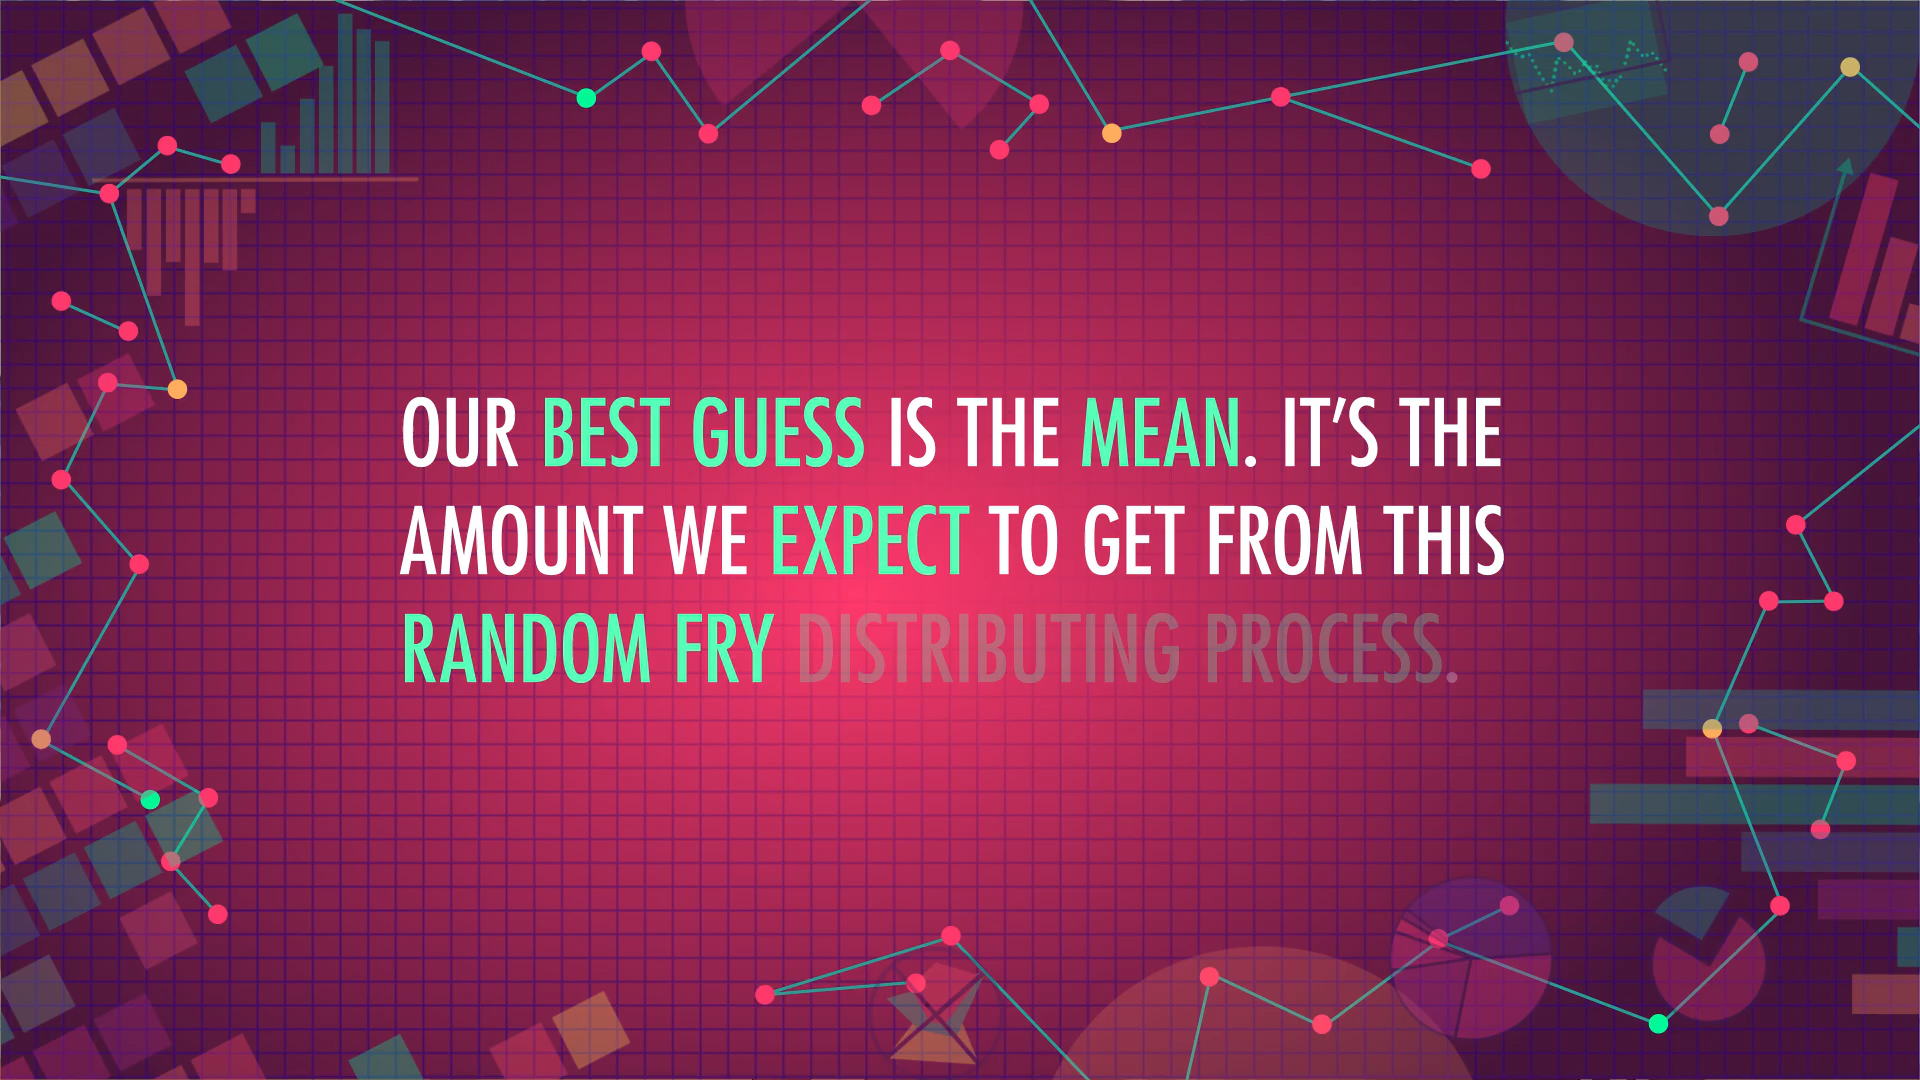 OUR BEST GUESS IS THE MEAN. IT’S THE
AMOUNT WE EXPECT TO GET FROM THIS
RANDOM FRY DISTRIBUTING PROCESS.